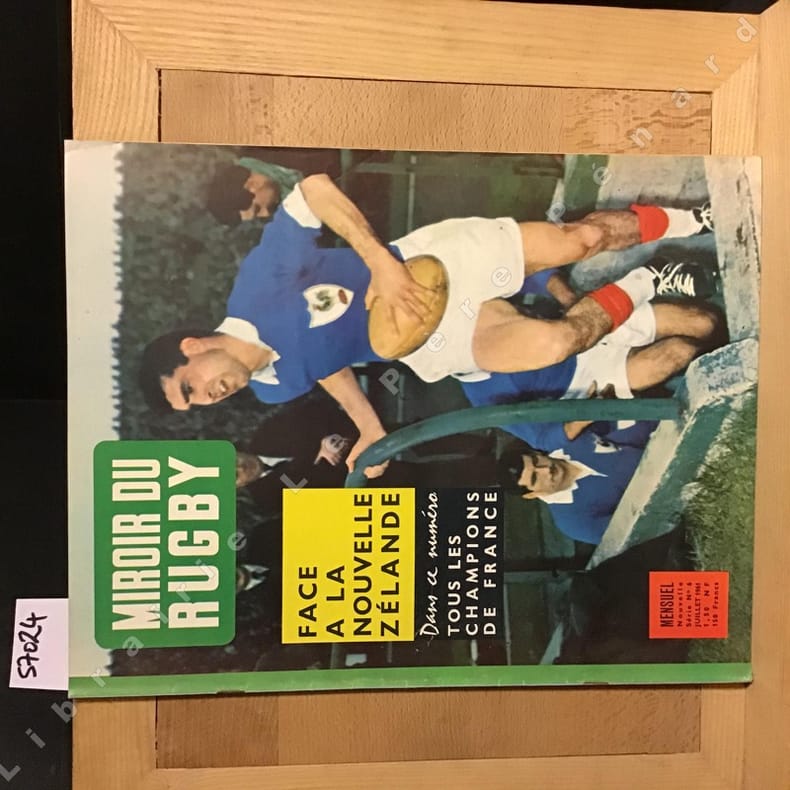 MIROIR DU
RUGBY
FACE
A LA
NOUVELLE
ZÉLANDE
Dans ce numéro
TOUS LES
CHAMPIONS
DE FRANCE
MENSUEL
Nouvelle
Série N° 6
JUILLET 1961
1,50 NF
150 Francs
57024
Librairie Le Père Pénard